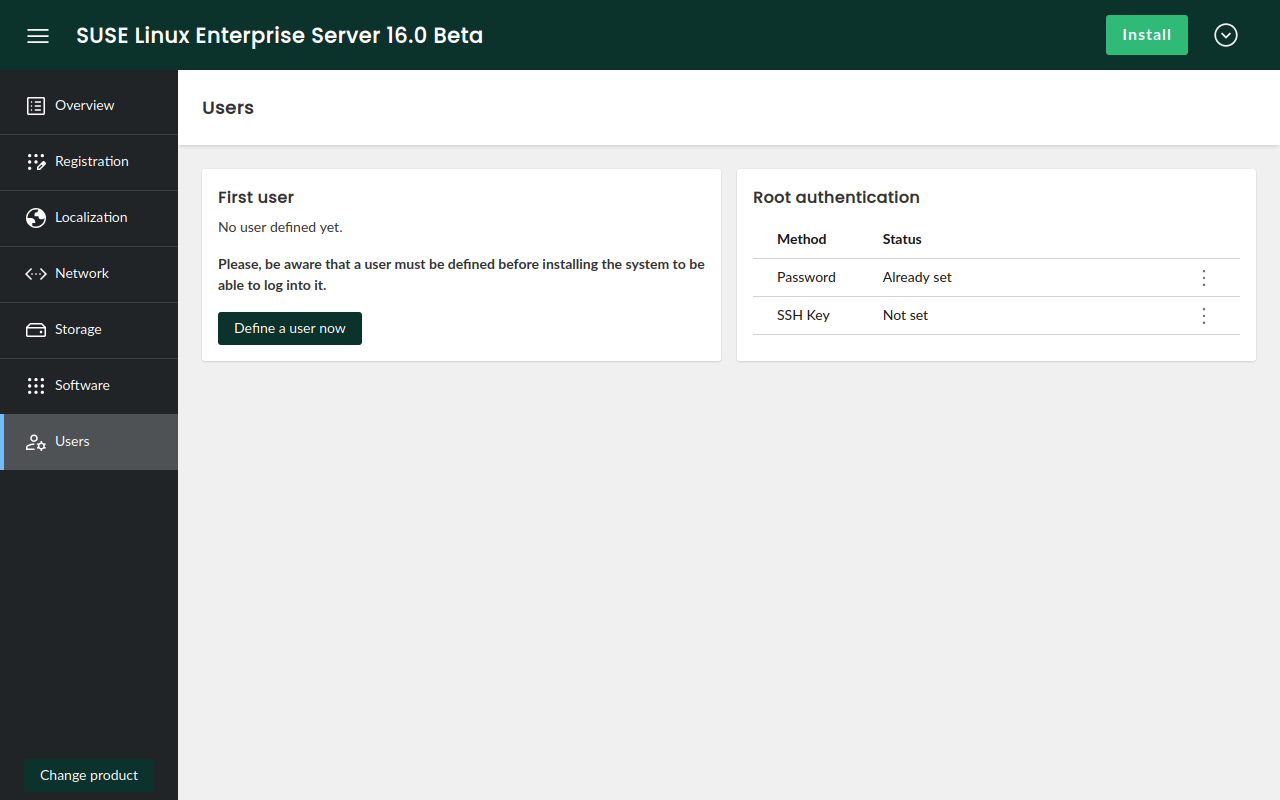 SUSE Linux Enterprise Server 16.0 Beta
Install
Overview
Registration
Localization
Network
Storage
Software
Users
Change product
Users
First user
No user defined yet.
Please, be aware that a user must be defined before installing the system to be
able to log into it.
Define a user now
Root authentication
Method Status
Password Already set
SSH Key Not set